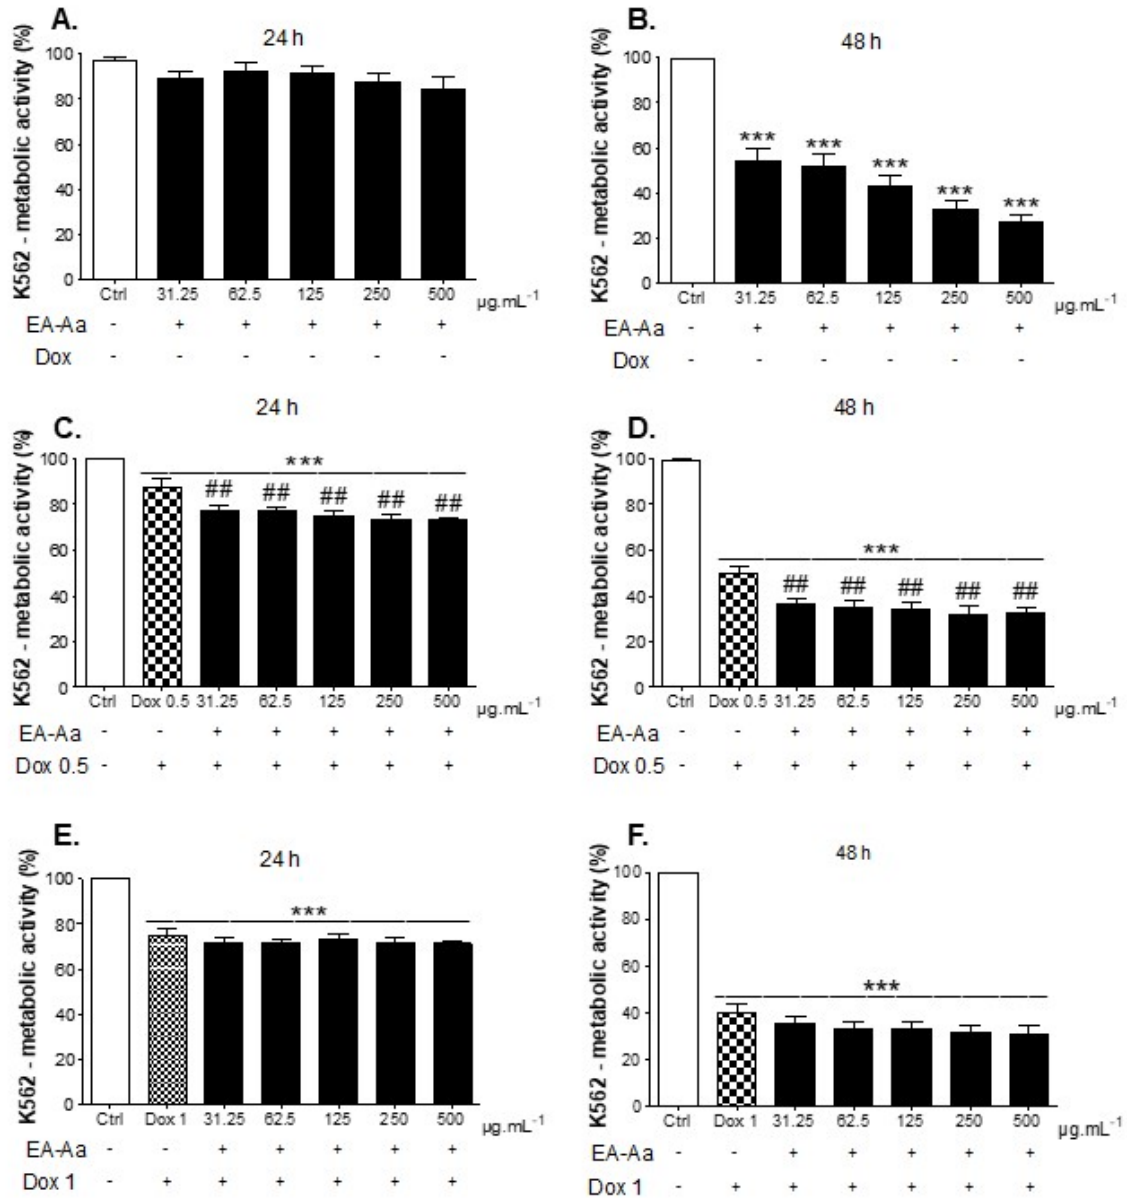 A.
24 h
K562 - metabolic activity (%)
100
80
60
40
20
0
Ctrl 31.25 62.5 125 250 500 µg.mL⁻¹
EA-Aa - + + + + +
Dox - - - - - -
B.
48 h
K562 - metabolic activity (%)
100
80
60
40
20
0
*** *** *** *** ***
Ctrl 31.25 62.5 125 250 500 µg.mL⁻¹
EA-Aa - + + + + +
Dox - - - - - -
C.
24 h
K562 - metabolic activity (%)
100
80
60
40
20
0
***
## ## ## ## ##
Ctrl Dox 0.5 31.25 62.5 125 250 500 µg.mL⁻¹
EA-Aa - - + + + + +
Dox 0.5 - + + + + + +
D.
48 h
K562 - metabolic activity (%)
100
80
60
40
20
0
***
## ## ## ## ##
Ctrl Dox 0.5 31.25 62.5 125 250 500 µg.mL⁻¹
EA-Aa - - + + + + +
Dox 0.5 - + + + + + +
E.
24 h
K562 - metabolic activity (%)
100
80
60
40
20
0
***
Ctrl Dox 1 31.25 62.5 125 250 500 µg.mL⁻¹
EA-Aa - - + + + + +
Dox 1 - + + + + + +
F.
48 h
K562 - metabolic activity (%)
100
80
60
40
20
0
***
Ctrl Dox 1 31.25 62.5 125 250 500 µg.mL⁻¹
EA-Aa - - + + + + +
Dox 1 - + + + + + +